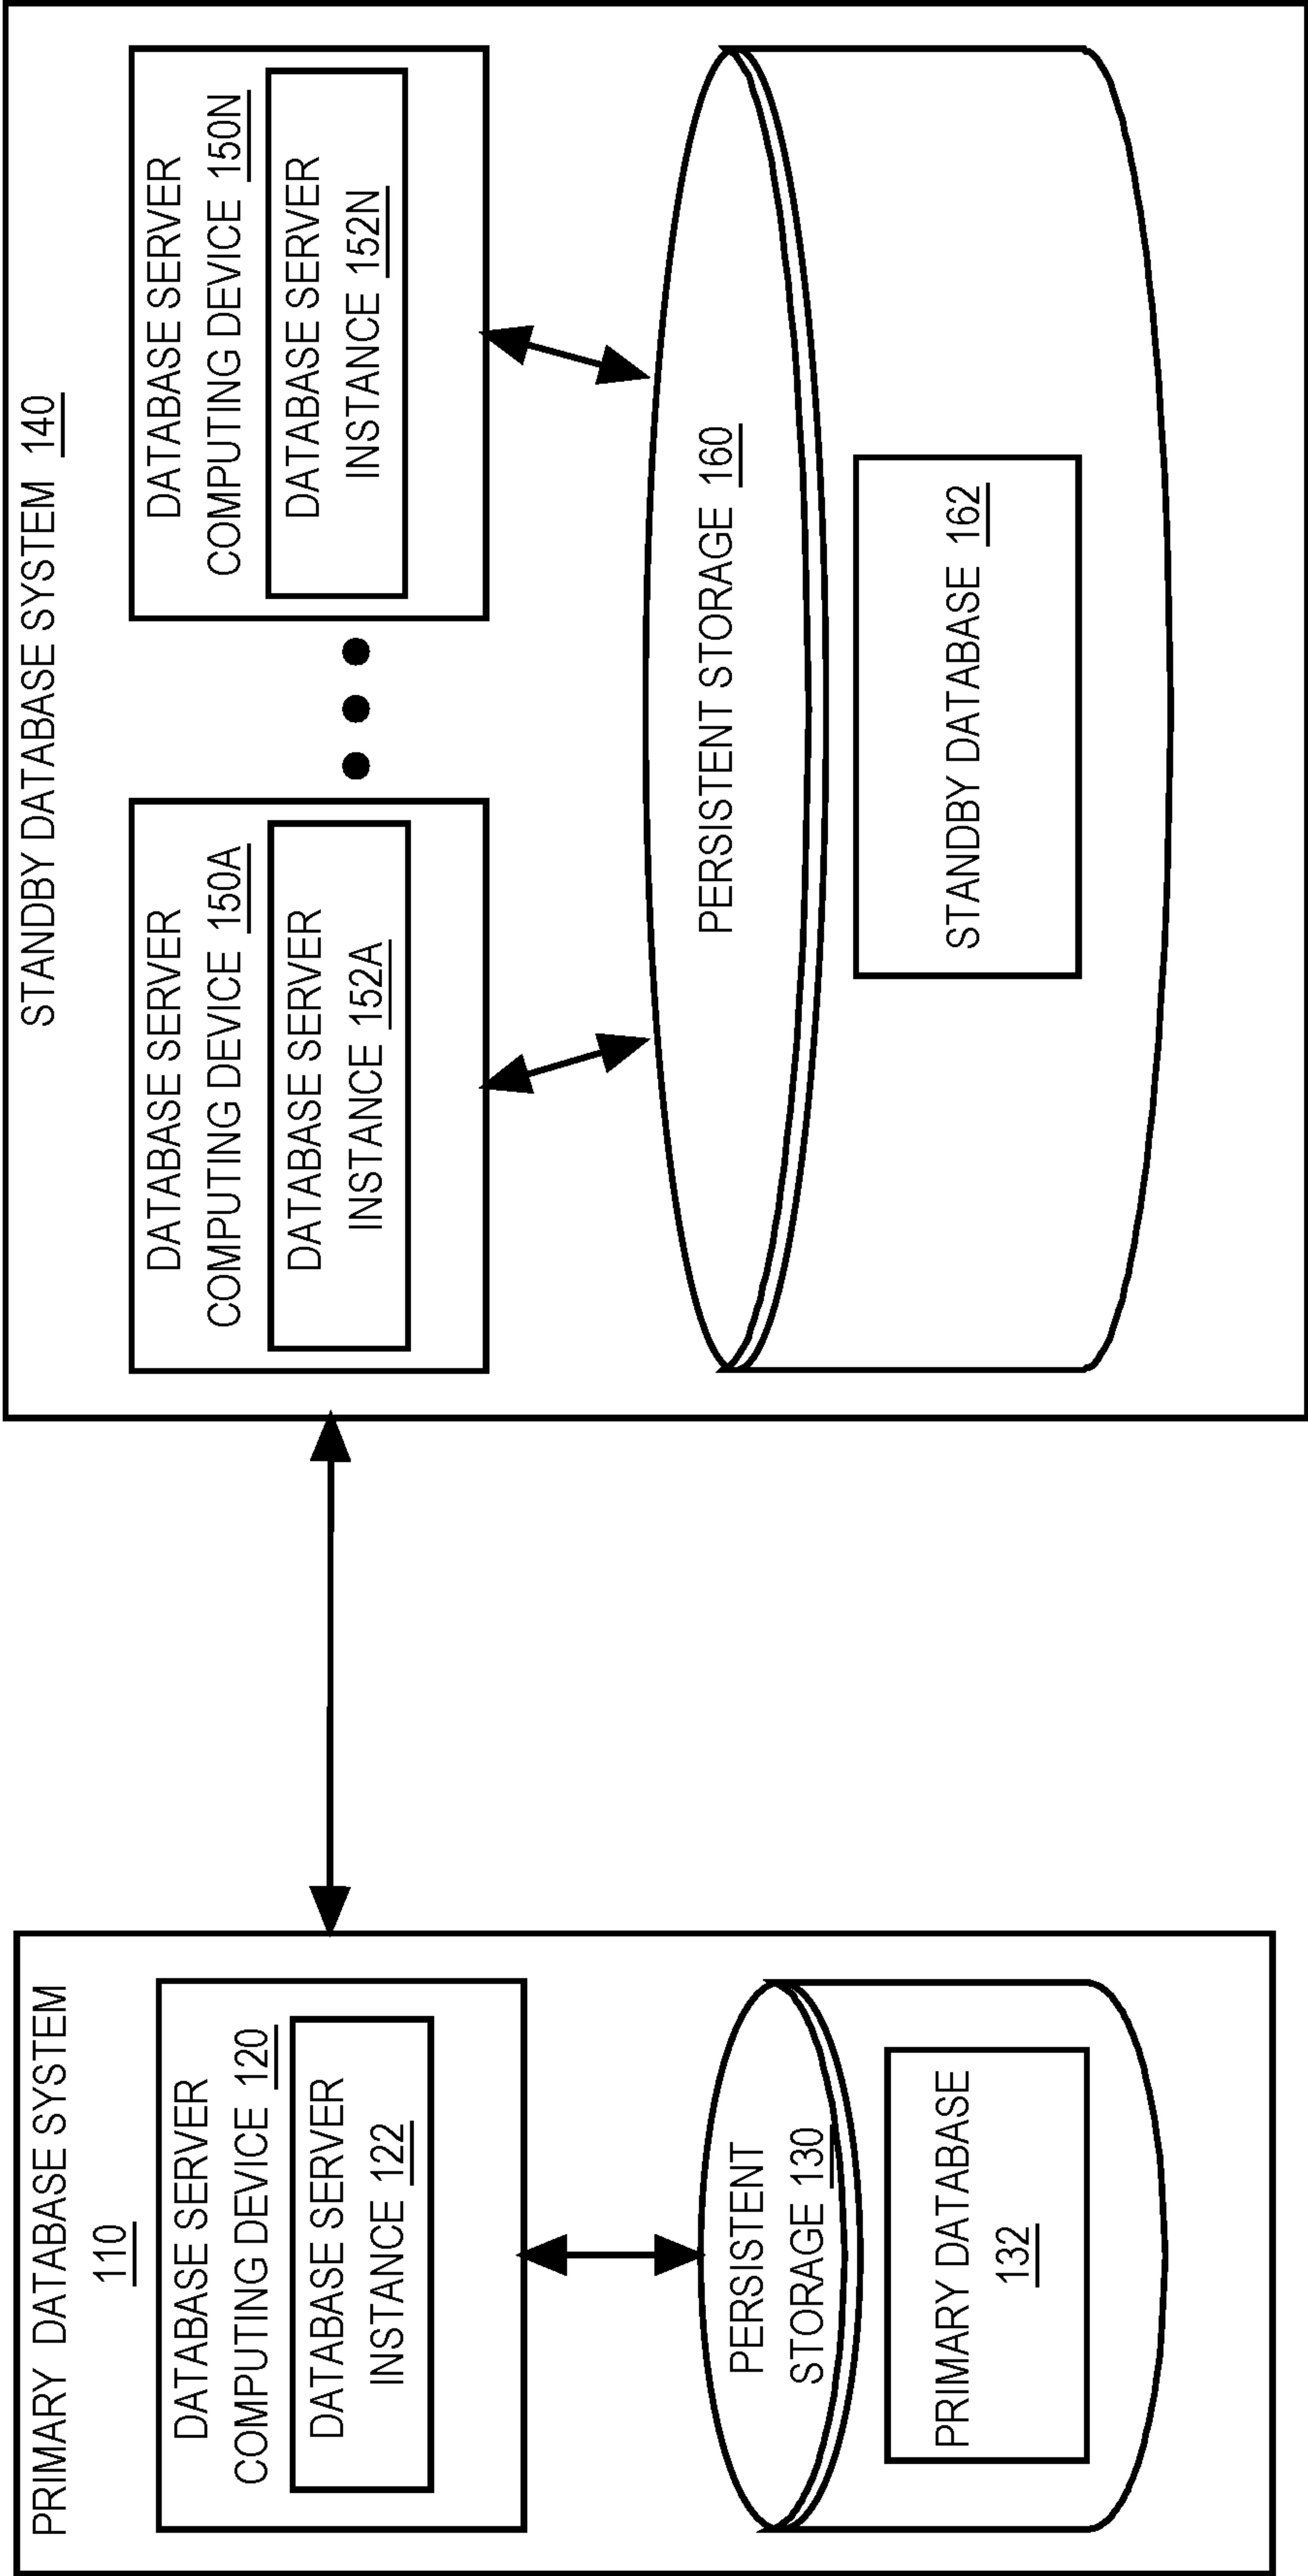 PRIMARY DATABASE SYSTEM
110
DATABASE SERVER
COMPUTING DEVICE 120
DATABASE SERVER
INSTANCE 122
PERSISTENT
STORAGE 130
PRIMARY DATABASE
132
STANDBY DATABASE SYSTEM 140
DATABASE SERVER
COMPUTING DEVICE 150A
DATABASE SERVER
INSTANCE 152A
DATABASE SERVER
COMPUTING DEVICE 150N
DATABASE SERVER
INSTANCE 152N
PERSISTENT STORAGE 160
STANDBY DATABASE 162